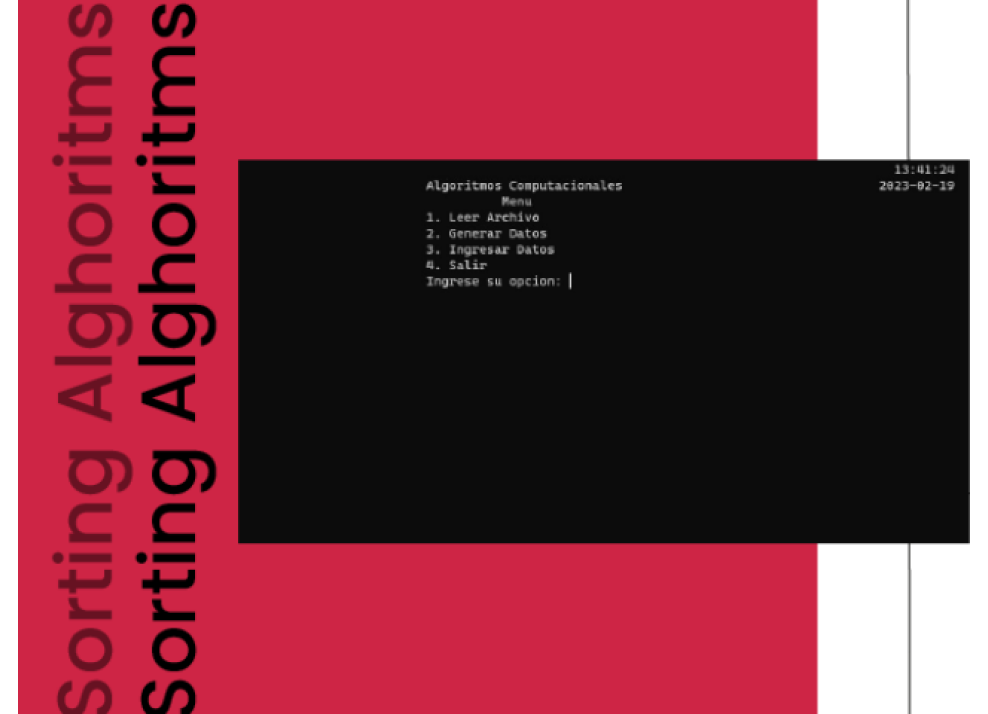 Sorting Alghoritms
Sorting Alghoritms
13:41:24
Algoritmos Computacionales
2023-02-19
Menu
1. Leer Archivo
2. Generar Datos
3. Ingresar Datos
4. Salir
Ingrese su opcion: